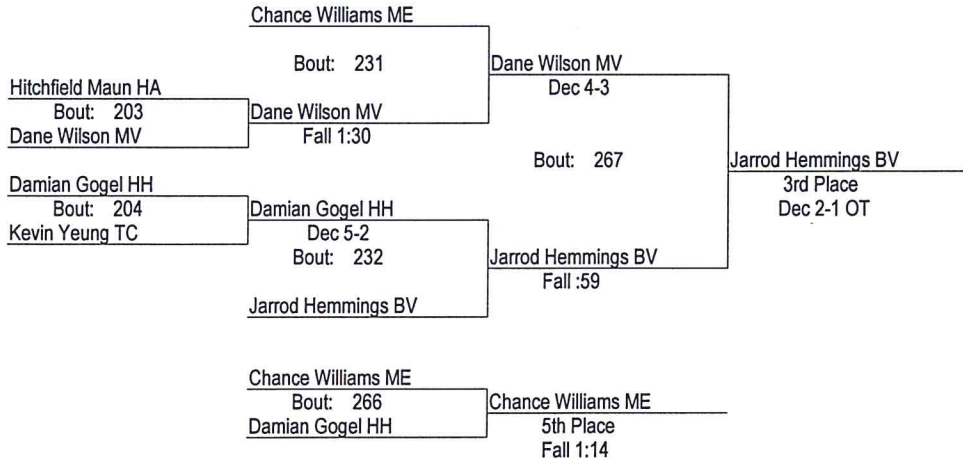 Chance Williams ME
Bout: 231
Dane Wilson MV
Dec 4-3
Hitchfield Maun HA
Bout: 203
Dane Wilson MV
Dane Wilson MV
Fall 1:30
Bout: 267
Jarrod Hemmings BV
3rd Place
Dec 2-1 OT
Damian Gogel HH
Bout: 204
Kevin Yeung TC
Damian Gogel HH
Dec 5-2
Bout: 232
Jarrod Hemmings BV
Fall :59
Jarrod Hemmings BV
Chance Williams ME
Bout: 266
Damian Gogel HH
Chance Williams ME
5th Place
Fall 1:14